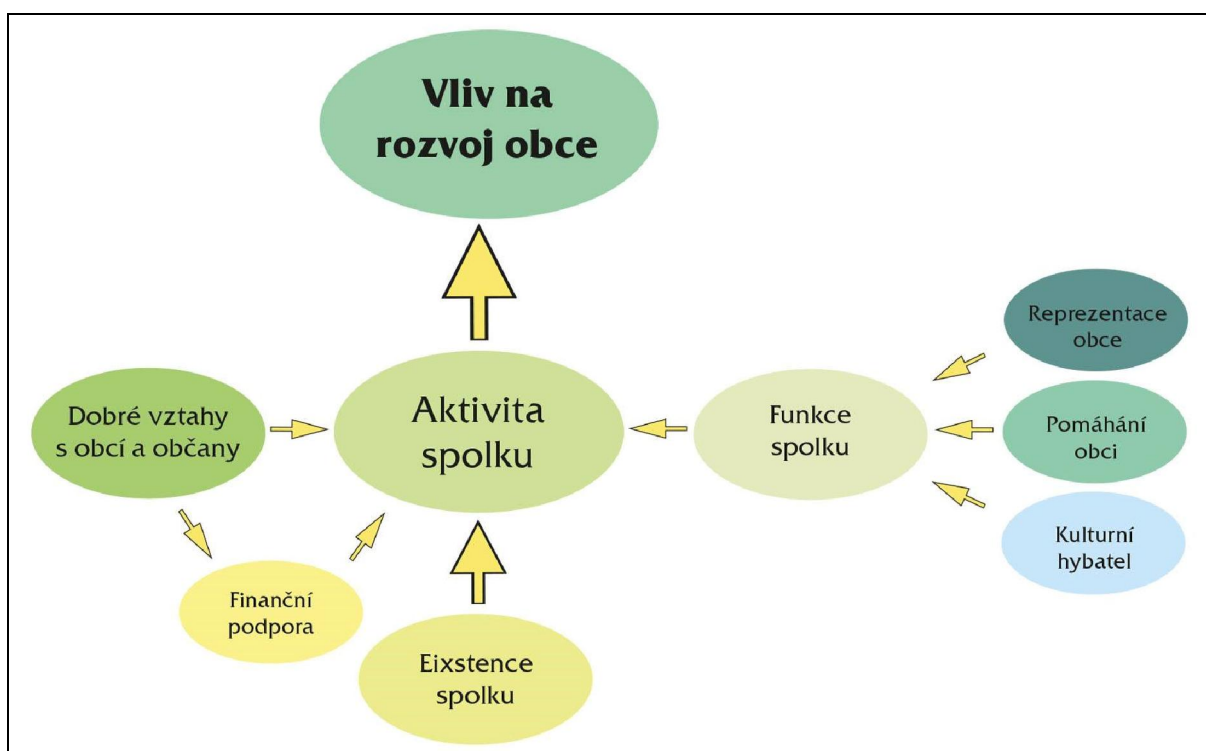 Vliv na
rozvoj obce
Reprezentace
obce
Dobré vztahy
s obcí a občany
Aktivita
spolku
Funkce
spolku
Pomáhání
obci
Kulturní
hybatel
Finanční
podpora
Eixstence
spolku